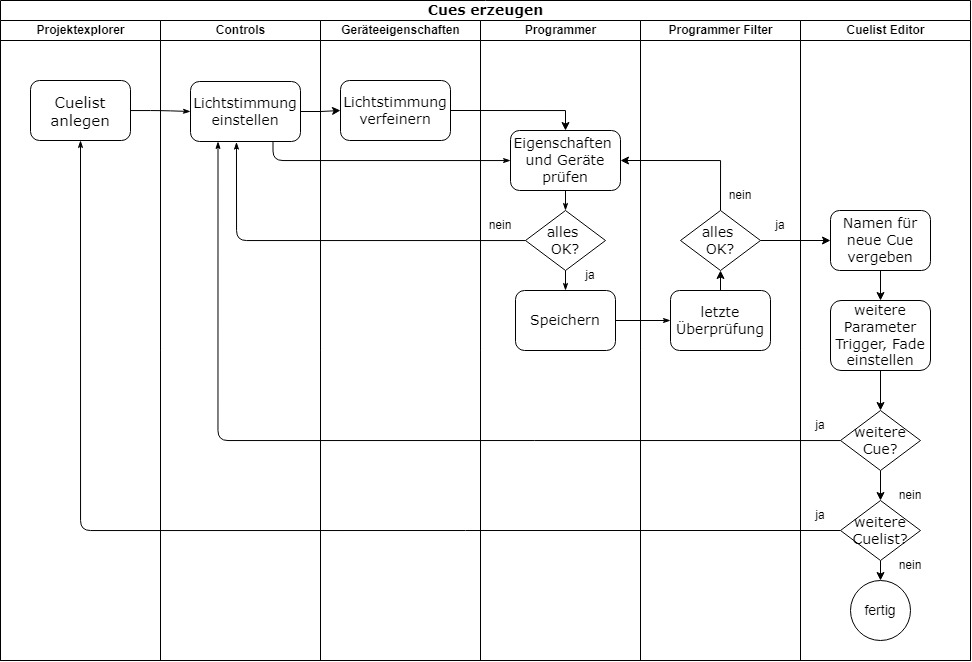 Cues erzeugen
Projektexplorer
Controls
Geräteeigenschaften
Programmer
Programmer Filter
Cuelist Editor
Cuelist
anlegen
Lichtstimmung
einstellen
Lichtstimmung
verfeinern
Eigenschaften
und Geräte
prüfen
nein
alles
OK?
ja
Speichern
letzte
Überprüfung
alles
OK?
nein
ja
Namen für
neue Cue
vergeben
weitere
Parameter
Trigger, Fade
einstellen
ja
weitere
Cue?
nein
ja
weitere
Cuelist?
nein
fertig